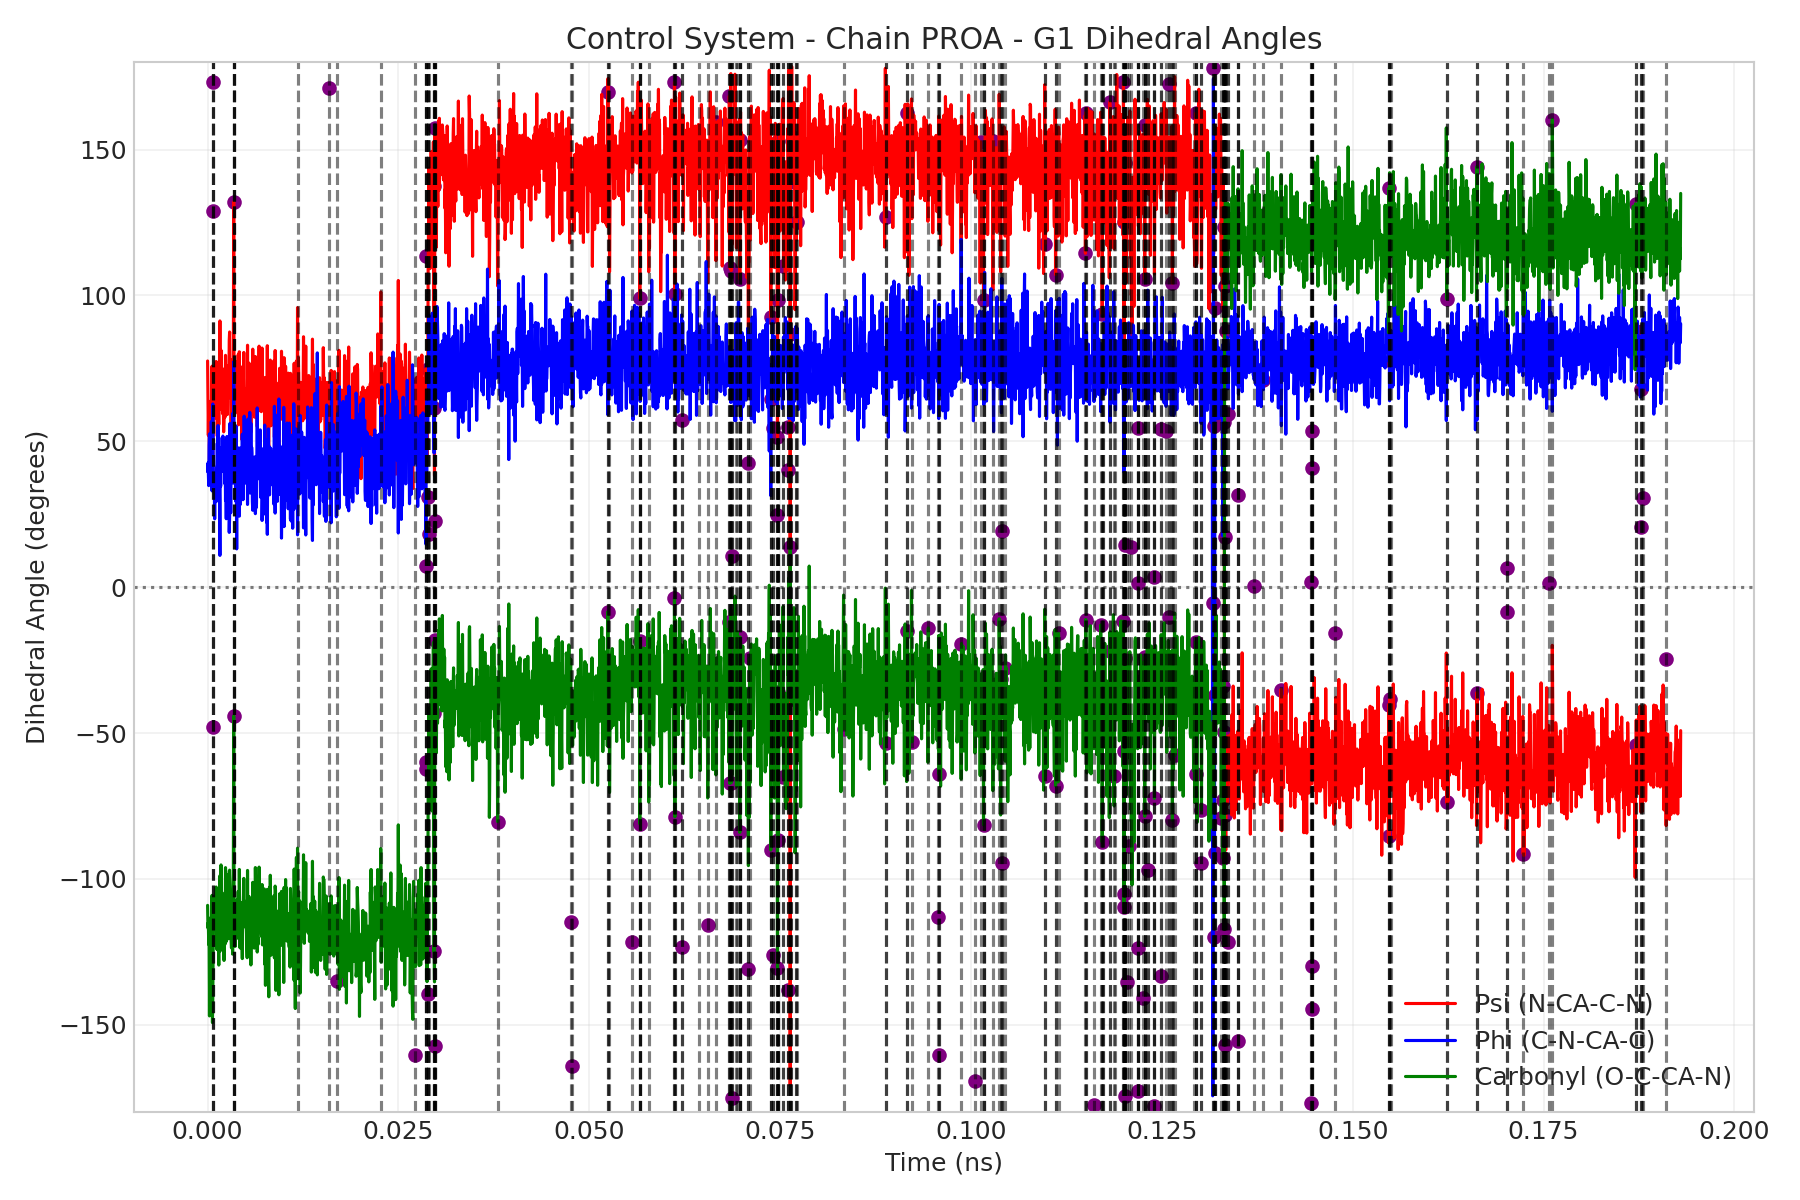 Control System - Chain PROA - G1 Dihedral Angles
Dihedral Angle (degrees)
150
100
50
0
−50
−100
−150
Psi (N-CA-C-N)
Phi (C-N-CA-C)
Carbonyl (O-C-CA-N)
0.000 0.025 0.050 0.075 0.100 0.125 0.150 0.175 0.200
Time (ns)